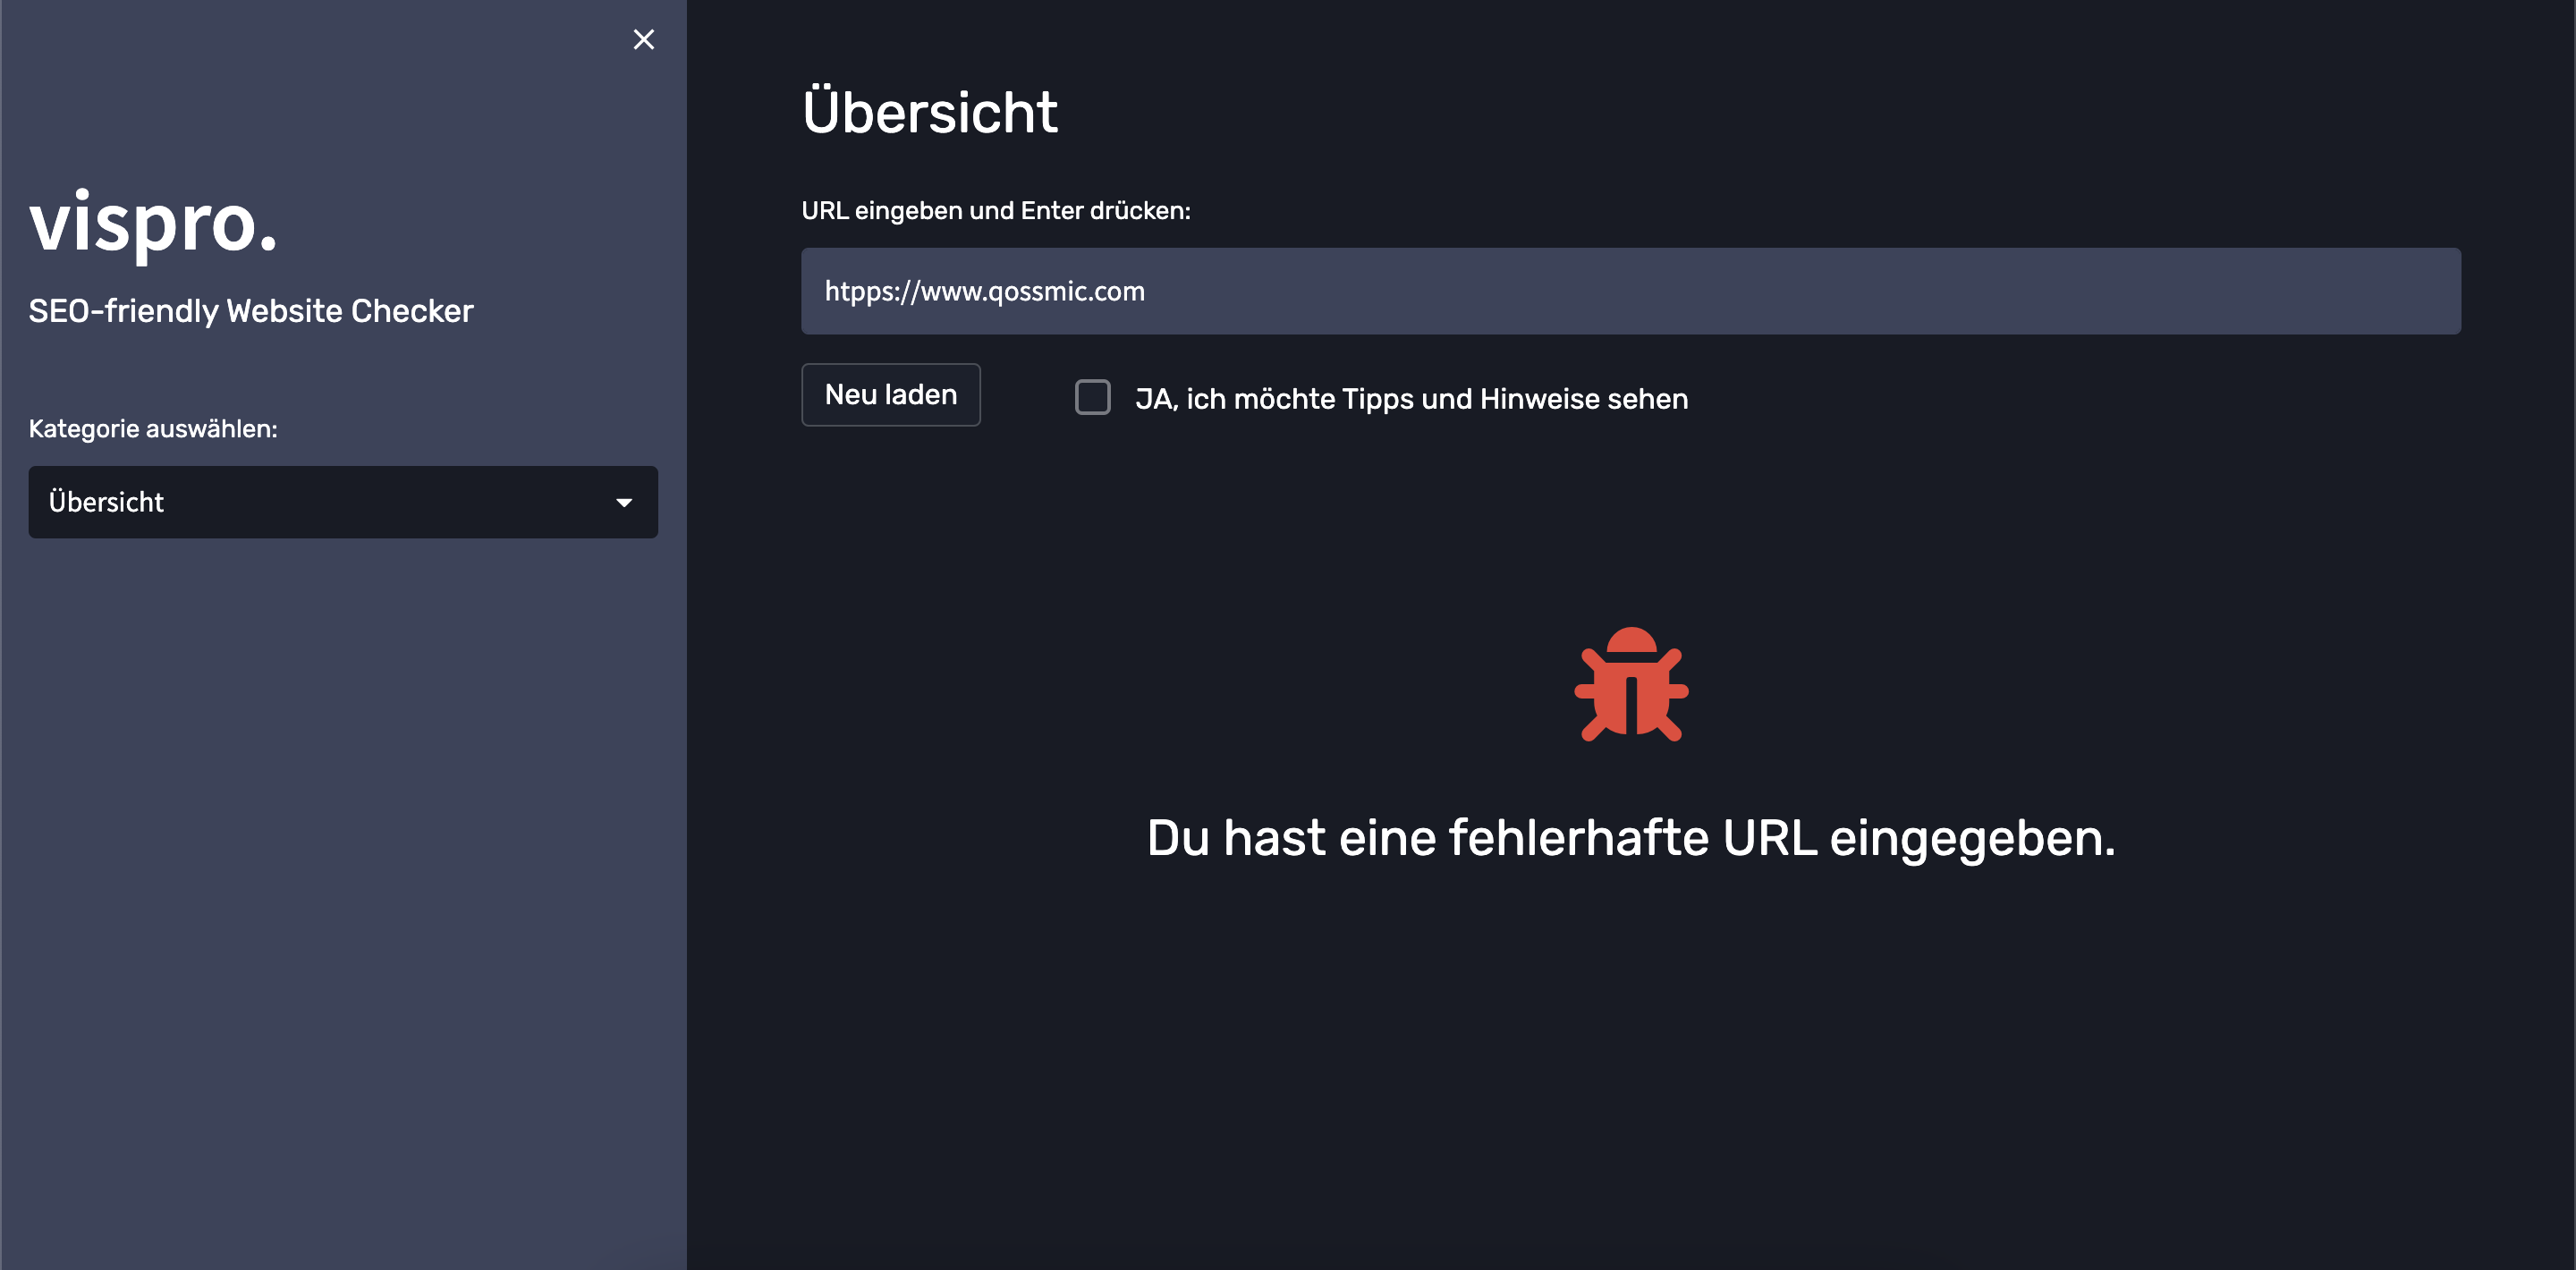 vispro.
SEO-friendly Website Checker
Kategorie auswählen:
Übersicht
Übersicht
URL eingeben und Enter drücken:
htpps://www.qossmic.com
Neu laden
JA, ich möchte Tipps und Hinweise sehen
Du hast eine fehlerhafte URL eingegeben.